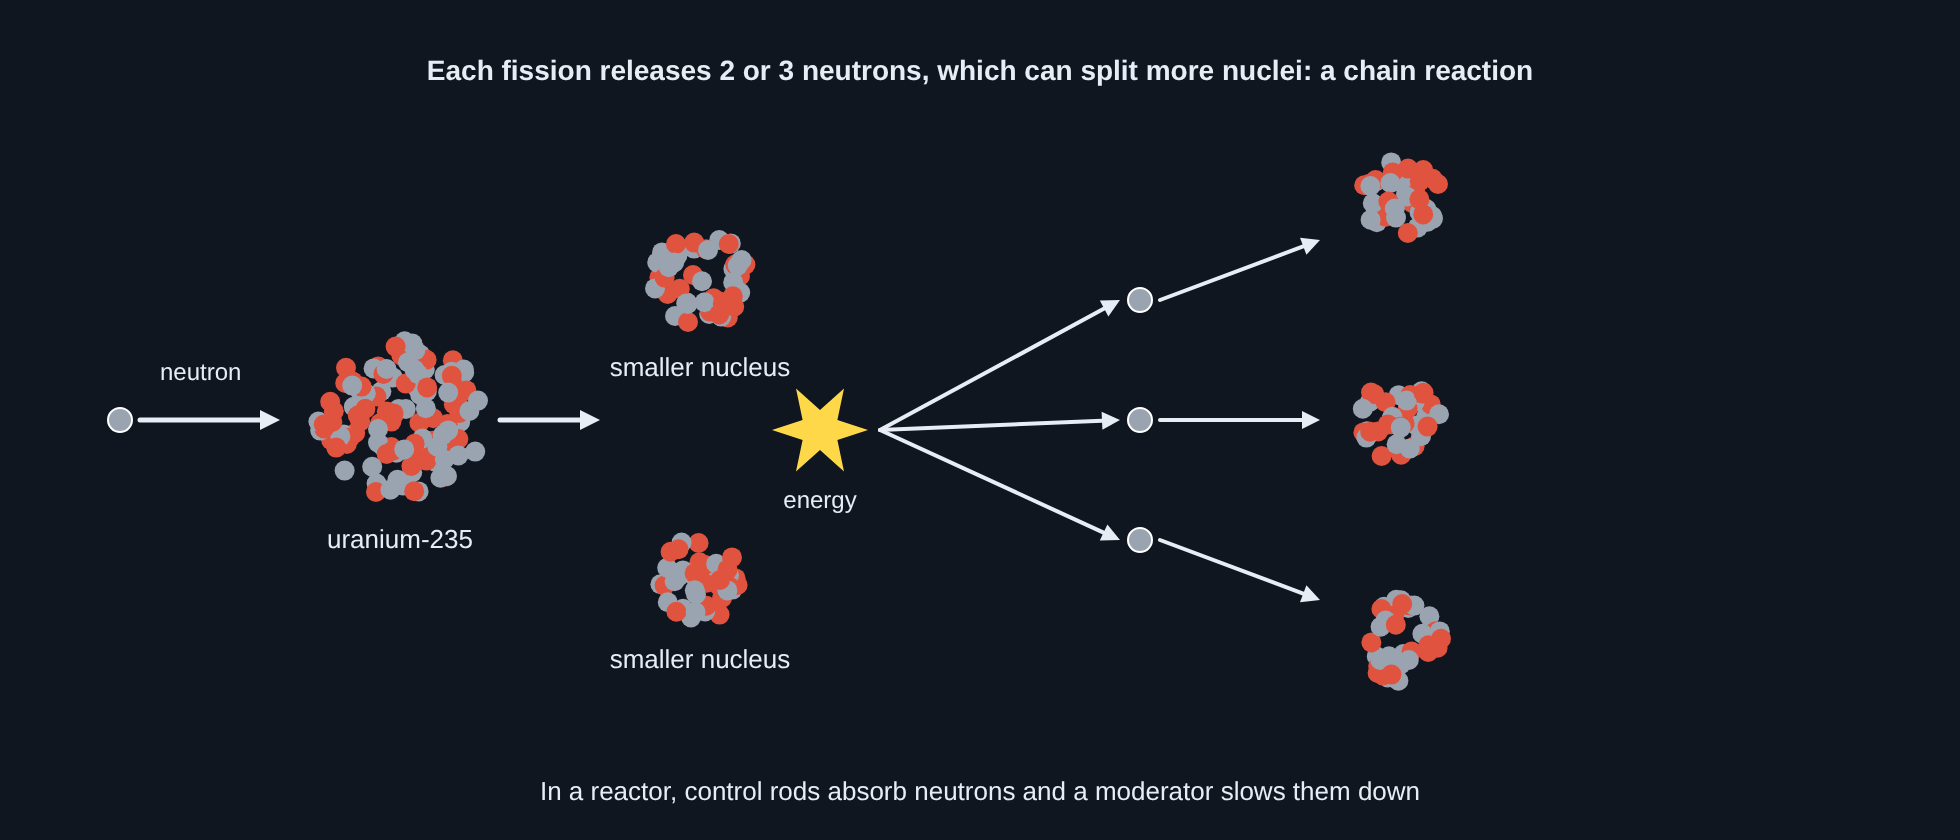 Each fission releases 2 or 3 neutrons, which can split more nuclei: a chain reaction
neutron
uranium-235
smaller nucleus
energy
smaller nucleus
In a reactor, control rods absorb neutrons and a moderator slows them down